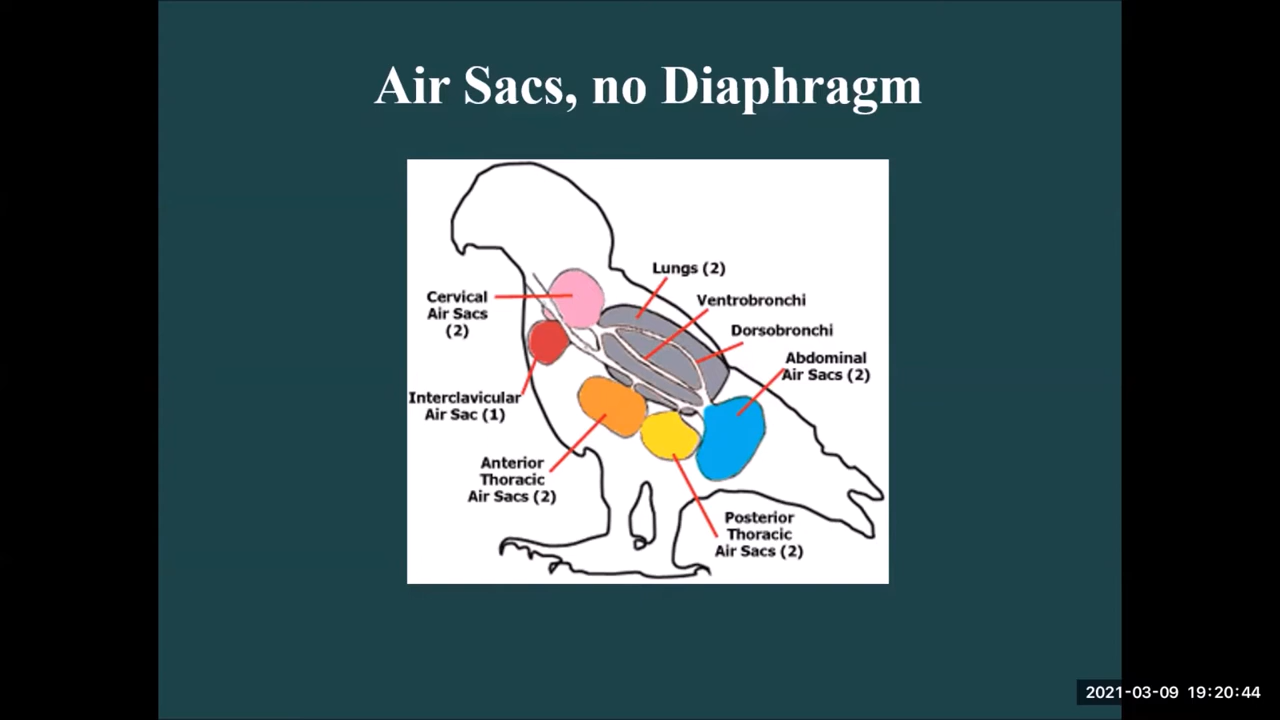 Air Sacs, no Diaphragm
Lungs (2)
Ventrobronchi
Dorsobronchi
Abdominal
Air Sacs (2)
Cervical
Air Sacs
(2)
Interclavicular
Air Sac (1)
Anterior
Thoracic
Air Sacs (2)
Posterior
Thoracic
Air Sacs (2)
2021-03-09 19:20:44